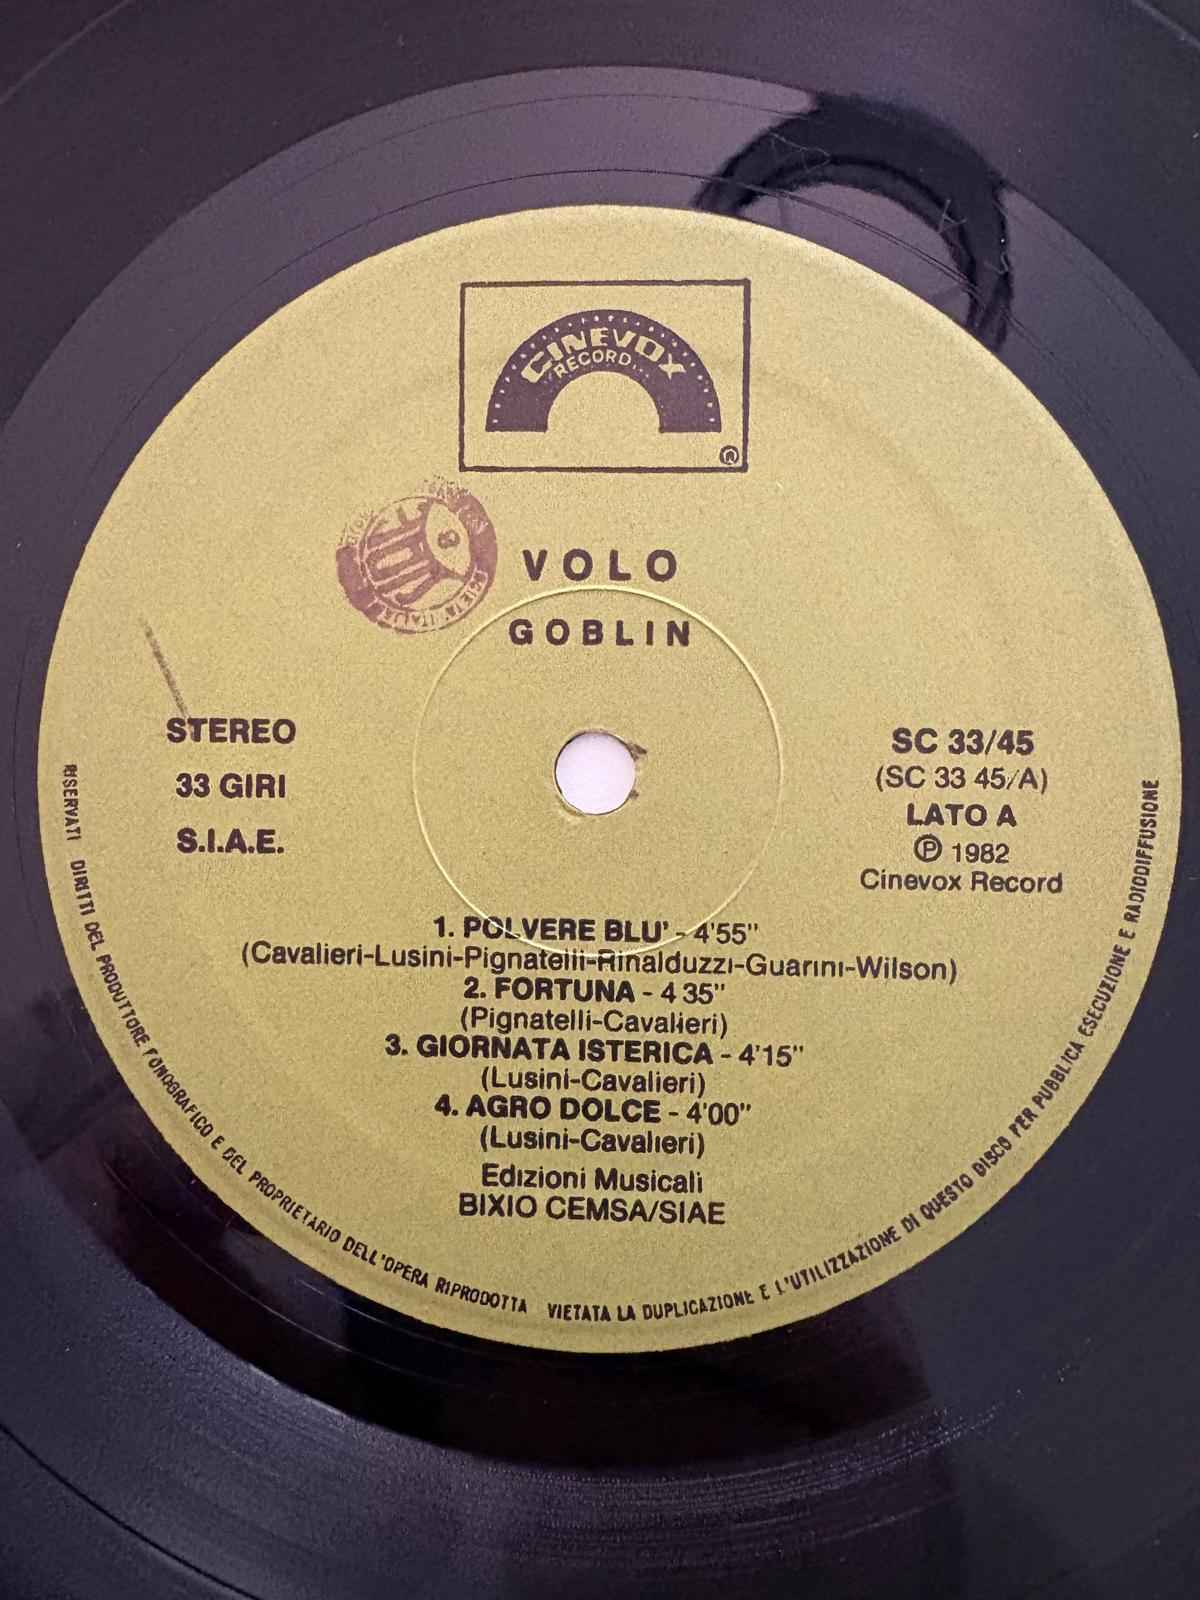 CINEVOX
RECORD
®
SIAE
VOLO
GOBLIN
STEREO
33 GIRI
S.I.A.E.
SC 33/45
(SC 33 45/A)
LATO A
℗ 1982
Cinevox Record
1. POLVERE BLU' - 4'55"
(Cavalieri-Lusini-Pignatelli-Rinalduzzi-Guarini-Wilson)
2. FORTUNA - 4 35"
(Pignatelli-Cavalieri)
3. GIORNATA ISTERICA - 4'15"
(Lusini-Cavalieri)
4. AGRO DOLCE - 4'00"
(Lusini-Cavalieri)
Edizioni Musicali
BIXIO CEMSA/SIAE
RISERVATI DIRITTI DEL PRODUTTORE FONOGRAFICO E DEL PROPRIETARIO DELL'OPERA RIPRODOTTA VIETATA LA DUPLICAZIONE E L'UTILIZZAZIONE DI QUESTO DISCO PER PUBBLICA ESECUZIONE E RADIODIFFUSIONE